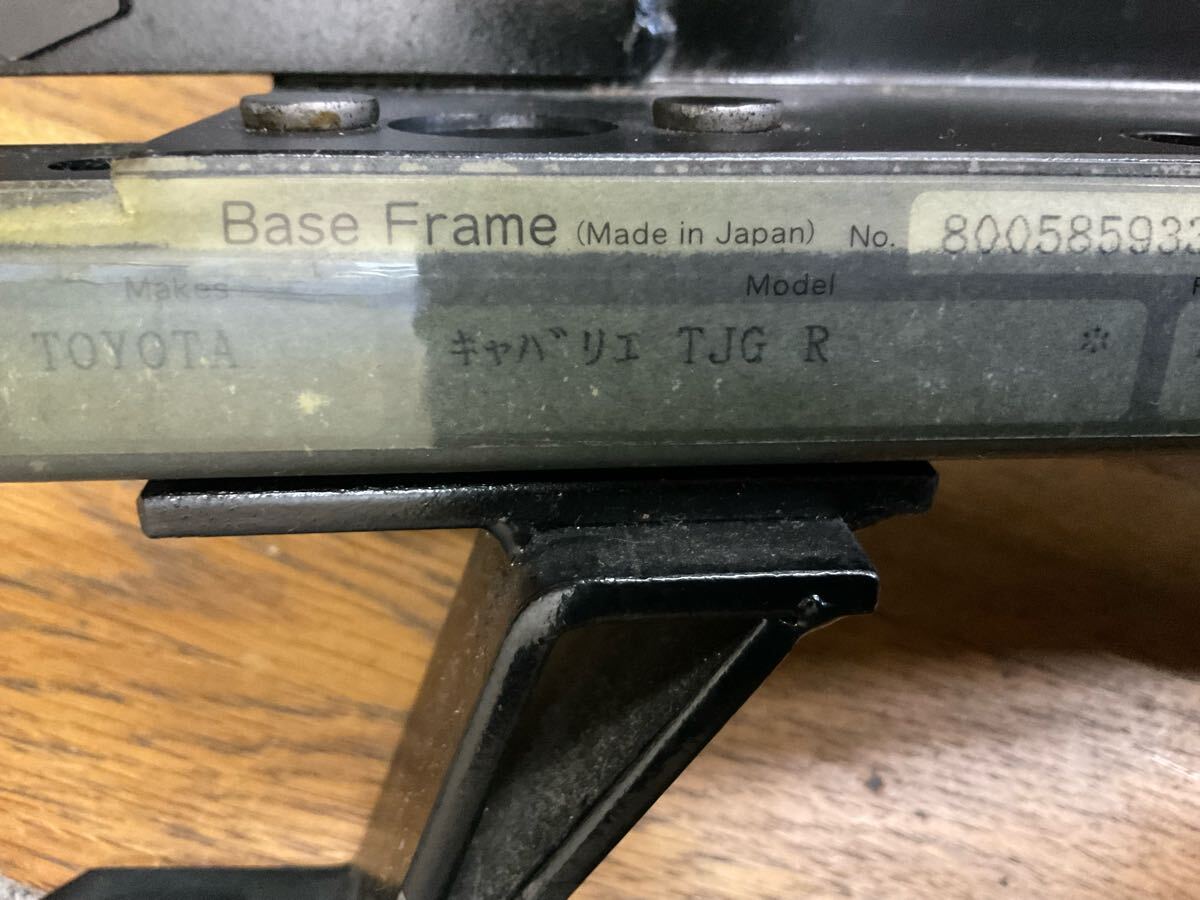 Base Frame (Made in Japan) No. 80058593
Makes Model
TOYOTA キャバリエ TJG R *